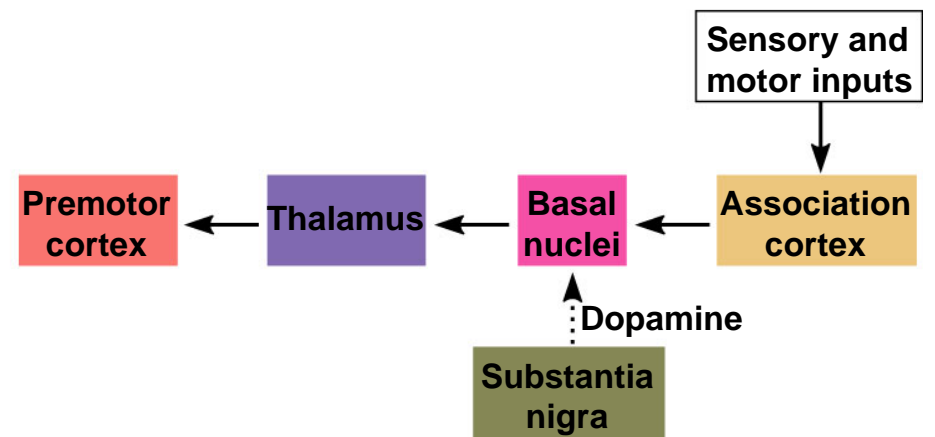 Sensory and
motor inputs
Premotor
cortex
Thalamus
Basal
nuclei
Association
cortex
Dopamine
Substantia
nigra